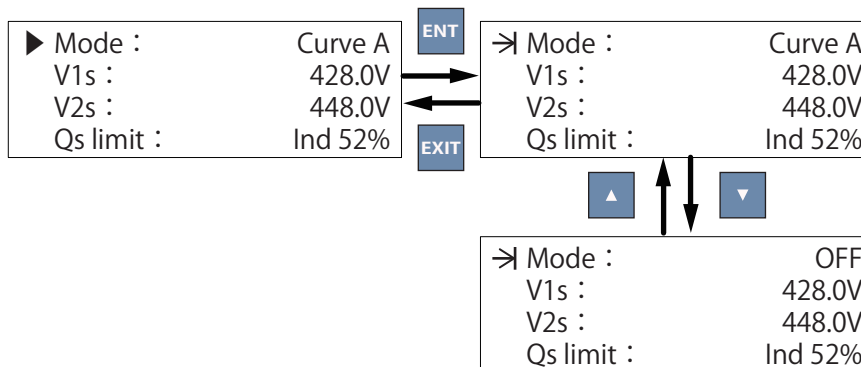 ▶ Mode： Curve A
V1s： 428.0V
V2s： 448.0V
Qs limit： Ind 52%
ENT
EXIT
Mode： Curve A
V1s： 428.0V
V2s： 448.0V
Qs limit： Ind 52%
▲
▼
Mode： OFF
V1s： 428.0V
V2s： 448.0V
Qs limit： Ind 52%